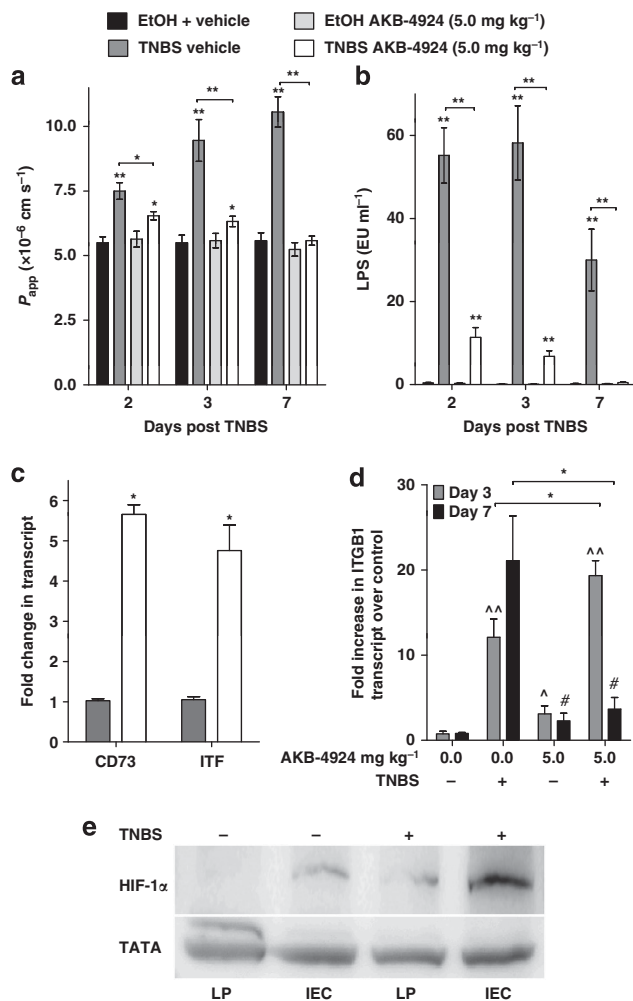 EtOH + vehicle
EtOH AKB-4924 (5.0 mg kg⁻¹)
TNBS vehicle
TNBS AKB-4924 (5.0 mg kg⁻¹)
a
Papp (×10⁻⁶ cm s⁻¹)
10.0
7.5
5.0
2.5
0.0
** * *
** * **
** **
2 3 7
Days post TNBS
b
LPS (EU ml⁻¹)
60
40
20
0
** ** **
** ** **
** **
2 3 7
Days post TNBS
c
Fold change in transcript
6
5
4
3
2
1
0
* *
CD73 ITF
d
Fold increase in ITGB1
transcript over control
Day 3
Day 7
30
20
10
0
*
*
^^ ^ # ^^ #
AKB-4924 mg kg⁻¹ 0.0 0.0 5.0 5.0
TNBS – + – +
e
TNBS – – + +
HIF-1α
TATA
LP IEC LP IEC